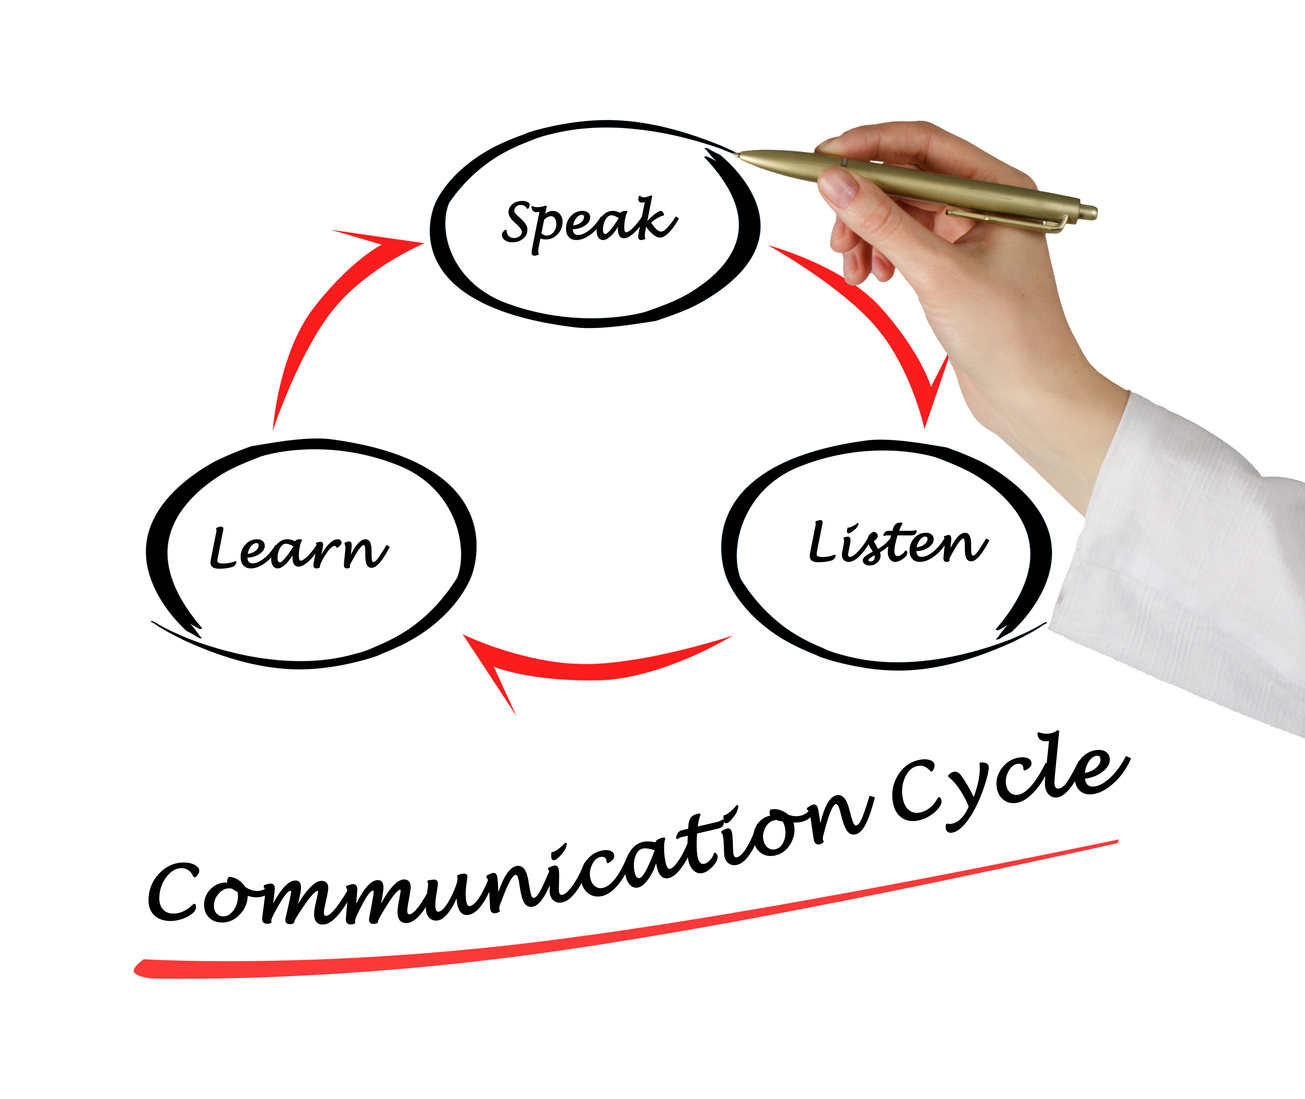 Speak
Learn
Listen
Communication Cycle